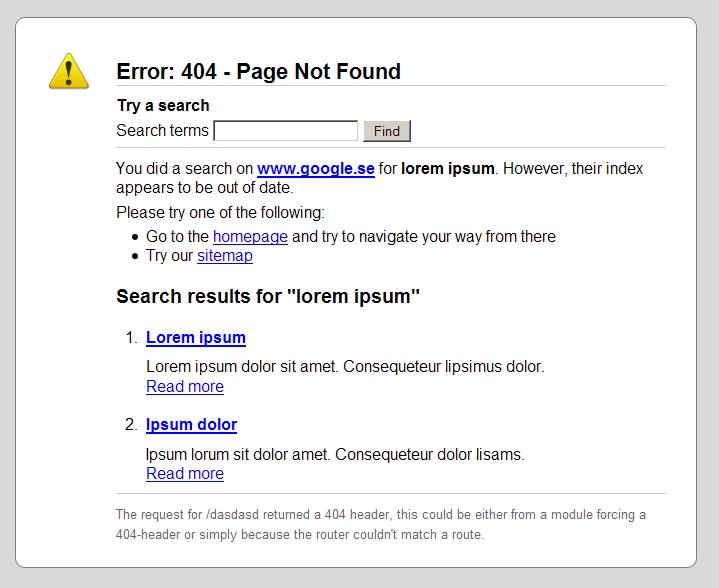 Error: 404 - Page Not Found
Try a search
Search terms
Find
You did a search on www.google.se for lorem ipsum. However, their index
appears to be out of date.
Please try one of the following:
• Go to the homepage and try to navigate your way from there
• Try our sitemap
Search results for "lorem ipsum"
1. Lorem ipsum
Lorem ipsum dolor sit amet. Consequeteur lipsimus dolor.
Read more
2. Ipsum dolor
Ipsum lorum sit dolor amet. Consequeteur dolor lisams.
Read more
The request for /dasdasd returned a 404 header, this could be either from a module forcing a
404-header or simply because the router couldn't match a route.